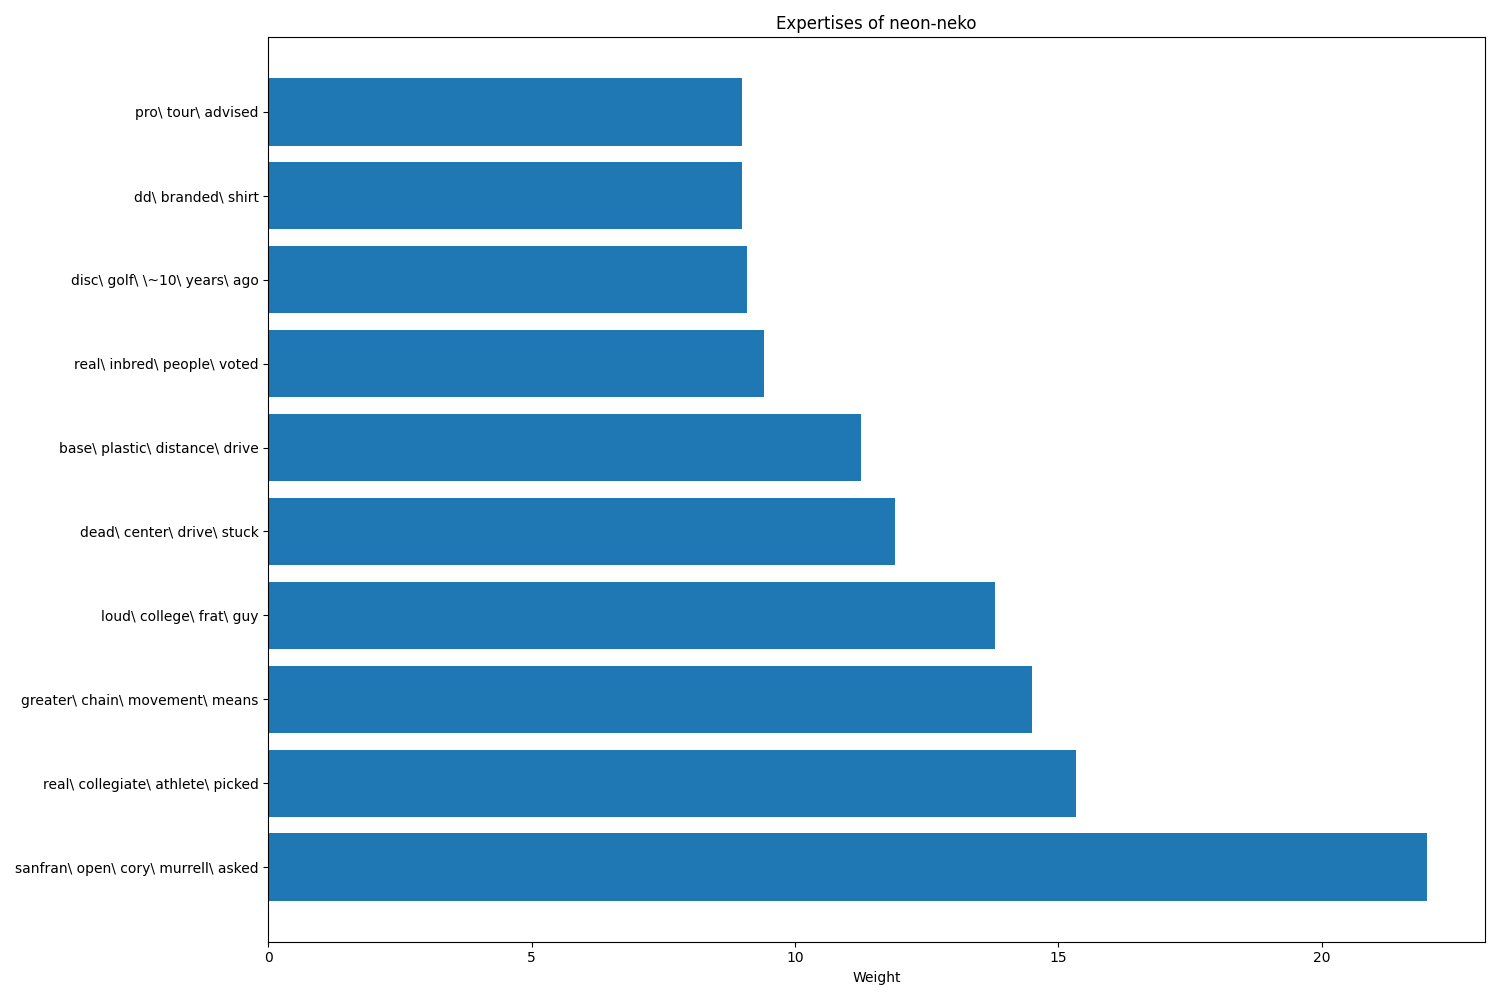 Expertises of neon-neko
pro\ tour\ advised
dd\ branded\ shirt
disc\ golf\ \~10\ years\ ago
real\ inbred\ people\ voted
base\ plastic\ distance\ drive
dead\ center\ drive\ stuck
loud\ college\ frat\ guy
greater\ chain\ movement\ means
real\ collegiate\ athlete\ picked
sanfran\ open\ cory\ murrell\ asked
0 5 10 15 20
Weight